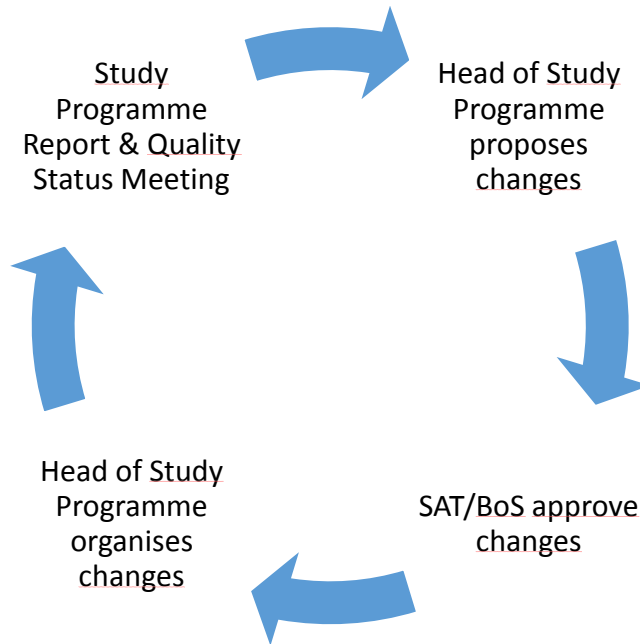 Study
Programme
Report & Quality
Status Meeting
Head of Study
Programme
proposes
changes
SAT/BoS approve
changes
Head of Study
Programme
organises
changes